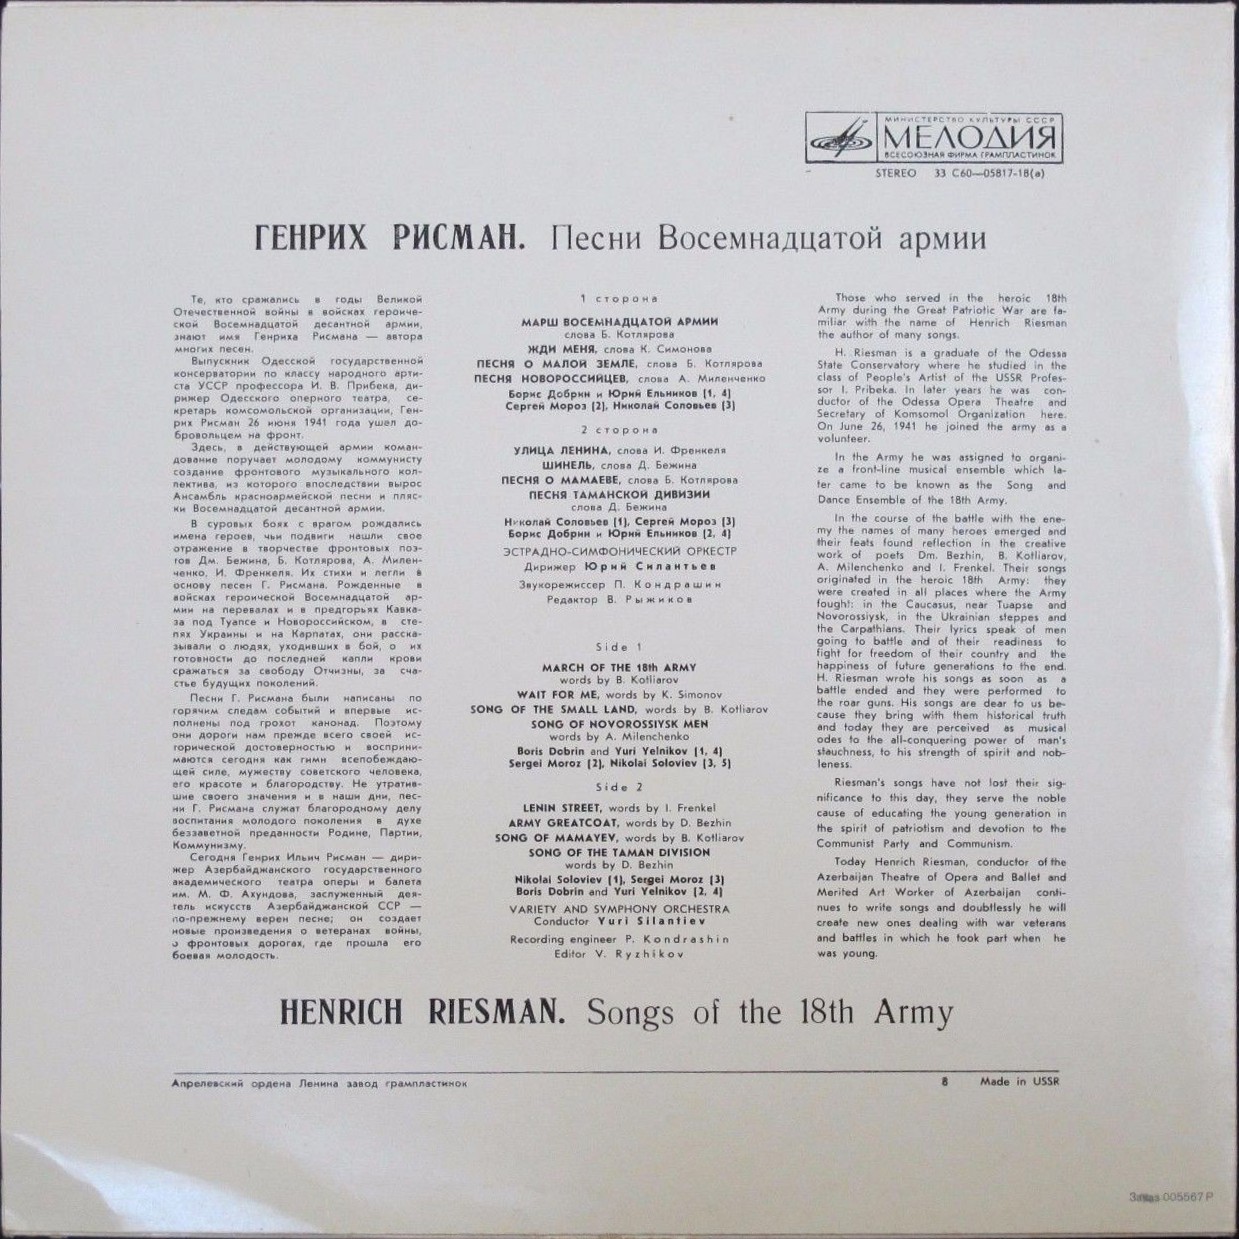 МИНИСТЕРСТВО КУЛЬТУРЫ СССР
МЕЛОДИЯ
ВСЕСОЮЗНАЯ ФИРМА ГРАМПЛАСТИНОК
STEREO 33 С60—05817-18(а)
ГЕНРИХ РИСМАН. Песни Восемнадцатой армии
Те, кто сражались в годы Великой
Отечественной войны в войсках героиче-
ской Восемнадцатой десантной армии,
знают имя Генриха Рисмана — автора
многих песен.
Выпускник Одесской государственной
консерватории по классу народного арти-
ста УССР профессора И. В. Прибека, ди-
рижер Одесского оперного театра, се-
кретарь комсомольской организации, Ген-
рих Рисман 26 июня 1941 года ушел до-
бровольцем на фронт.
Здесь, в действующей армии коман-
дование поручает молодому коммунисту
создание фронтового музыкального кол-
лектива, из которого впоследствии вырос
Ансамбль красноармейской песни и пляс-
ки Восемнадцатой десантной армии.
В суровых боях с врагом рождались
имена героев, чьи подвиги нашли свое
отражение в творчестве фронтовых поэ-
тов Дм. Бежина, Б. Котлярова, А. Милен-
ченко, И. Френкеля. Их стихи и легли в
основу песен Г. Рисмана. Рожденные в
войсках героической Восемнадцатой ар-
мии на перевалах и в предгорьях Кавка-
за под Туапсе и Новороссийском, в сте-
пях Украины и на Карпатах, они расска-
зывали о людях, уходивших в бой, о их
готовности до последней капли крови
сражаться за свободу Отчизны, за сча-
стье будущих поколений.
Песни Г. Рисмана были написаны по
горячим следам событий и впервые ис-
полнены под грохот канонад. Поэтому
они дороги нам прежде всего своей ис-
торической достоверностью и восприни-
маются сегодня как гимн всепобеждаю-
щей силе, мужеству советского человека,
его красоте и благородству. Не утратив-
шие своего значения и в наши дни, пес-
ни Г. Рисмана служат благородному делу
воспитания молодого поколения в духе
беззаветной преданности Родине, Партии,
Коммунизму.
Сегодня Генрих Ильич Рисман — дири-
жер Азербайджанского государственного
академического театра оперы и балета
им. М. Ф. Ахундова, заслуженный дея-
тель искусств Азербайджанской ССР —
по-прежнему верен песне; он создает
новые произведения о ветеранах войны,
о фронтовых дорогах, где прошла его
боевая молодость.
1 сторона
МАРШ ВОСЕМНАДЦАТОЙ АРМИИ
слова Б. Котлярова
ЖДИ МЕНЯ, слова К. Симонова
ПЕСНЯ О МАЛОЙ ЗЕМЛЕ, слова Б. Котлярова
ПЕСНЯ НОВОРОССИЙЦЕВ, слова А. Миленченко
Борис Добрин и Юрий Ельников (1, 4)
Сергей Мороз (2), Николай Соловьев (3)
2 сторона
УЛИЦА ЛЕНИНА, слова И. Френкеля
ШИНЕЛЬ, слова Д. Бежина
ПЕСНЯ О МАМАЕВЕ, слова Б. Котлярова
ПЕСНЯ ТАМАНСКОЙ ДИВИЗИИ
слова Д. Бежина
Николай Соловьев (1), Сергей Мороз (3)
Борис Добрин и Юрий Ельников (2, 4)
ЭСТРАДНО-СИМФОНИЧЕСКИЙ ОРКЕСТР
Дирижер Юрий Силантьев
Звукорежиссер П. Кондрашин
Редактор В. Рыжиков
Side 1
MARCH OF THE 18th ARMY
words by B. Kotliarov
WAIT FOR ME, words by K. Simonov
SONG OF THE SMALL LAND, words by B. Kotliarov
SONG OF NOVOROSSIYSK MEN
words by A. Milenchenko
Boris Dobrin and Yuri Yelnikov (1, 4)
Sergei Moroz (2), Nikolai Soloviev (3, 5)
Side 2
LENIN STREET, words by I. Frenkel
ARMY GREATCOAT, words by D. Bezhin
SONG OF MAMAYEV, words by B. Kotliarov
SONG OF THE TAMAN DIVISION
words by D. Bezhin
Nikolai Soloviev (1), Sergei Moroz (3)
Boris Dobrin and Yuri Yelnikov (2, 4)
VARIETY AND SYMPHONY ORCHESTRA
Conductor Yuri Silantiev
Recording engineer P. Kondrashin
Editor V. Ryzhikov
Those who served in the heroic 18th
Army during the Great Patriotic War are fa-
miliar with the name of Henrich Riesman
the author of many songs.
H. Riesman is a graduate of the Odessa
State Conservatory where he studied in the
class of People's Artist of the USSR Profes-
sor I. Pribeka. In later years he was con-
ductor of the Odessa Opera Theatre and
Secretary of Komsomol Organization here.
On June 26, 1941 he joined the army as a
volunteer.
In the Army he was assigned to organi-
ze a front-line musical ensemble which la-
ter came to be known as the Song and
Dance Ensemble of the 18th Army.
In the course of the battle with the ene-
my the names of many heroes emerged and
their feats found reflection in the creative
work of poets Dm. Bezhin, B. Kotliarov,
A. Milenchenko and I. Frenkel. Their songs
originated in the heroic 18th Army: they
were created in all places where the Army
fought: in the Caucasus, near Tuapse and
Novorossiysk, in the Ukrainian steppes and
the Carpathians. Their lyrics speak of men
going to battle and of their readiness to
fight for freedom of their country and the
happiness of future generations to the end.
H. Riesman wrote his songs as soon as a
battle ended and they were performed to
the roar guns. His songs are dear to us be-
cause they bring with them historical truth
and today they are perceived as musical
odes to the all-conquering power of man's
stauchness, to his strength of spirit and nob-
leness.
Riesman's songs have not lost their sig-
nificance to this day, they serve the noble
cause of educating the young generation in
the spirit of patriotism and devotion to the
Communist Party and Communism.
Today Henrich Riesman, conductor of the
Azerbaijan Theatre of Opera and Ballet and
Merited Art Worker of Azerbaijan conti-
nues to write songs and doubtlessly he will
create new ones dealing with war veterans
and battles in which he took part when he
was young.
HENRICH RIESMAN. Songs of the 18th Army
Апрелевский ордена Ленина завод грампластинок
8 Made in USSR
Заказ 005567 Р